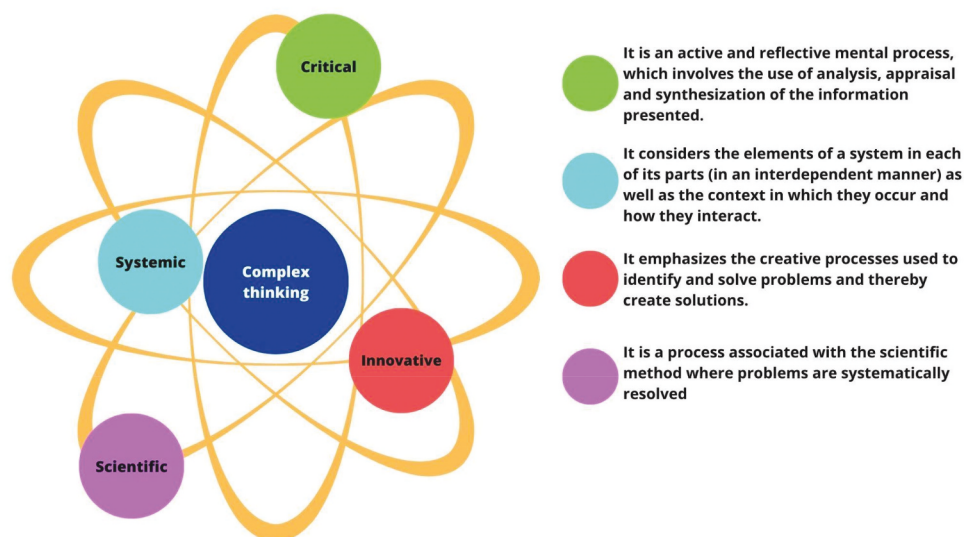 Critical
Systemic
Complex
thinking
Innovative
Scientific
It is an active and reflective mental process,
which involves the use of analysis, appraisal
and synthesization of the information
presented.
It considers the elements of a system in each
of its parts (in an interdependent manner) as
well as the context in which they occur and
how they interact.
It emphasizes the creative processes used to
identify and solve problems and thereby
create solutions.
It is a process associated with the scientific
method where problems are systematically
resolved